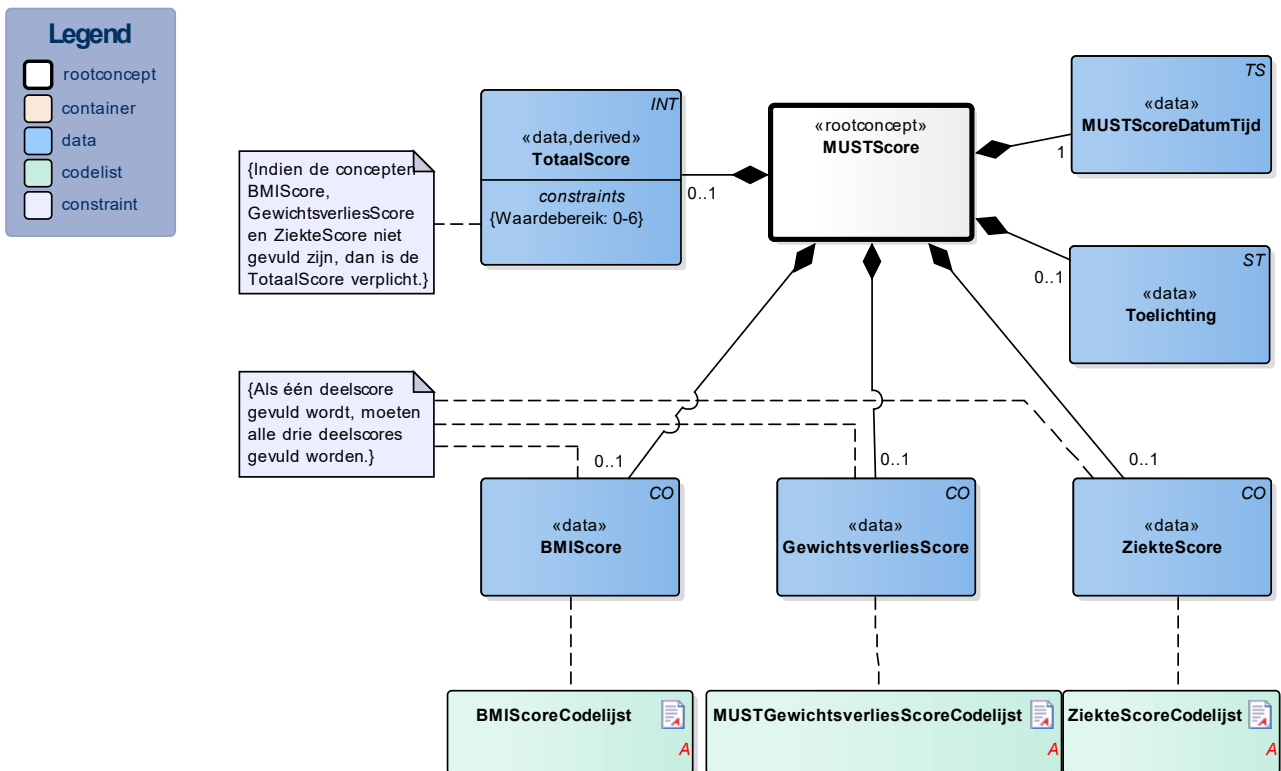 Legend
rootconcept
container
data
codelist
constraint
INT
«data,derived»
TotaalScore
constraints
{Waardebereik: 0-6}
0..1
«rootconcept»
MUSTScore
TS
«data»
MUSTScoreDatumTijd
1
ST
«data»
Toelichting
0..1
{Indien de concepten
BMIScore,
GewichtsverliesScore
en ZiekteScore niet
gevuld zijn, dan is de
TotaalScore verplicht.}
{Als één deelscore
gevuld wordt, moeten
alle drie deelscores
gevuld worden.}
0..1
0..1
0..1
CO
«data»
BMIScore
CO
«data»
GewichtsverliesScore
CO
«data»
ZiekteScore
BMIScoreCodelijst
A
MUSTGewichtsverliesScoreCodelijst
A
ZiekteScoreCodelijst
A